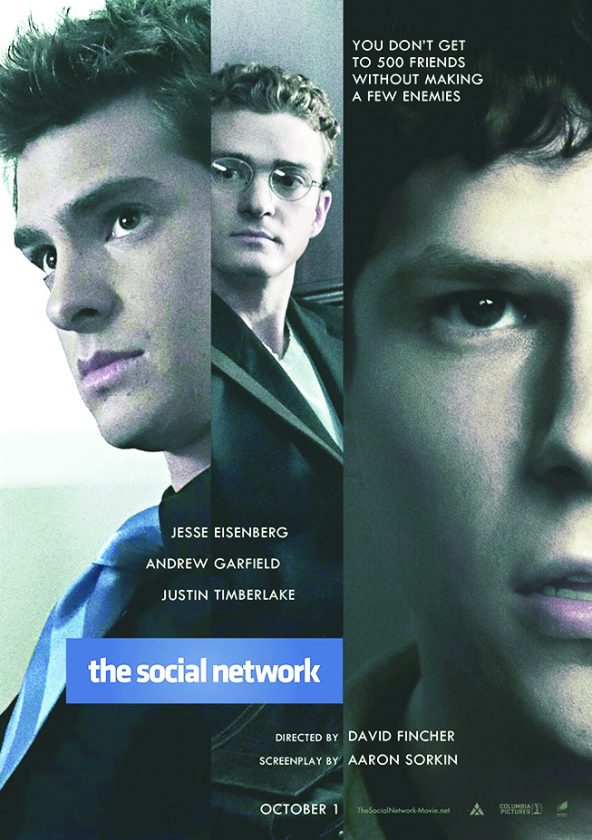 YOU DON'T GET
TO 500 FRIENDS
WITHOUT MAKING
A FEW ENEMIES
JESSE EISENBERG
ANDREW GARFIELD
JUSTIN TIMBERLAKE
the social network
DIRECTED BY DAVID FINCHER
SCREENPLAY BY AARON SORKIN
OCTOBER 1 TheSocialNetwork-Movie.net COLUMBIA
PICTURES